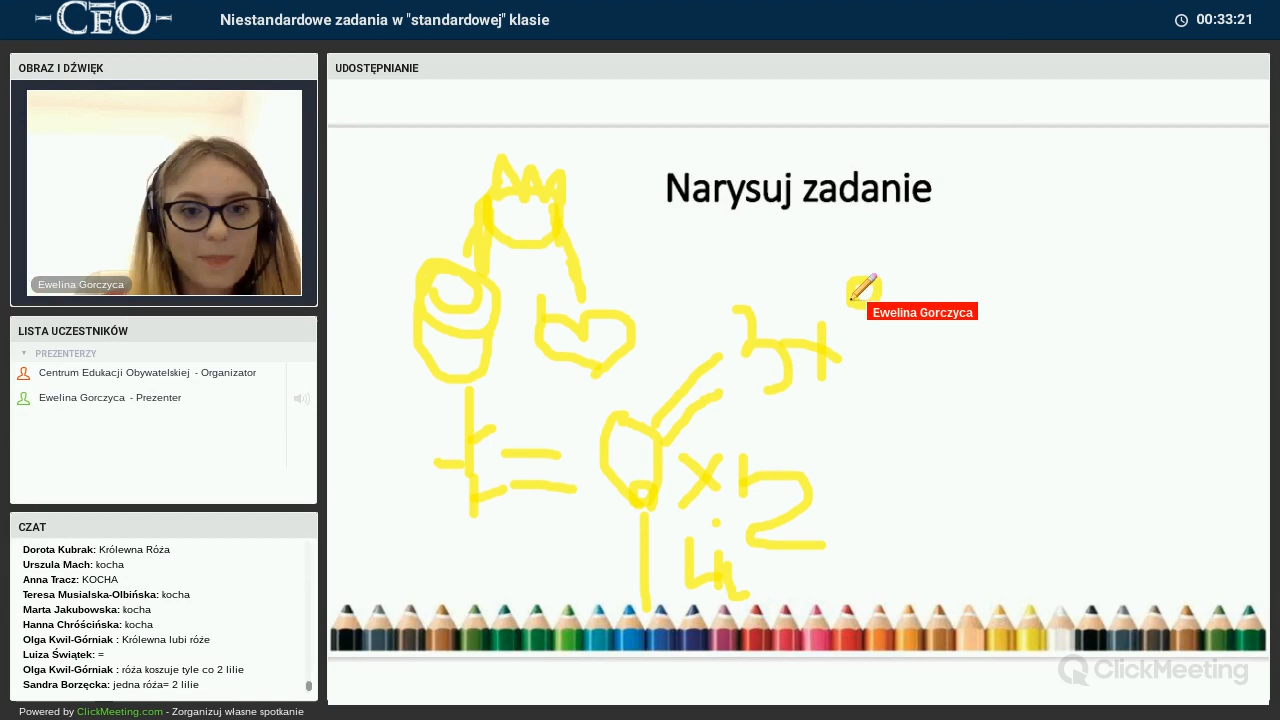 CEO
Niestandardowe zadania w "standardowej" klasie
00:33:21
OBRAZ I DŹWIĘK
Ewelina Gorczyca
LISTA UCZESTNIKÓW
PREZENTERZY
Centrum Edukacji Obywatelskiej - Organizator
Ewelina Gorczyca - Prezenter
CZAT
Dorota Kubrak: Królewna Róża
Urszula Mach: kocha
Anna Tracz: KOCHA
Teresa Musialska-Olbińska: kocha
Marta Jakubowska: kocha
Hanna Chróścińska: kocha
Olga Kwil-Górniak : Królewna lubi róże
Luiza Świątek: =
Olga Kwil-Górniak : róża koszuje tyle co 2 lilie
Sandra Borzęcka: jedna róża= 2 lilie
Powered by ClickMeeting.com - Zorganizuj własne spotkanie
UDOSTĘPNIANIE
Narysuj zadanie
Ewelina Gorczyca
=
x 2
ClickMeeting